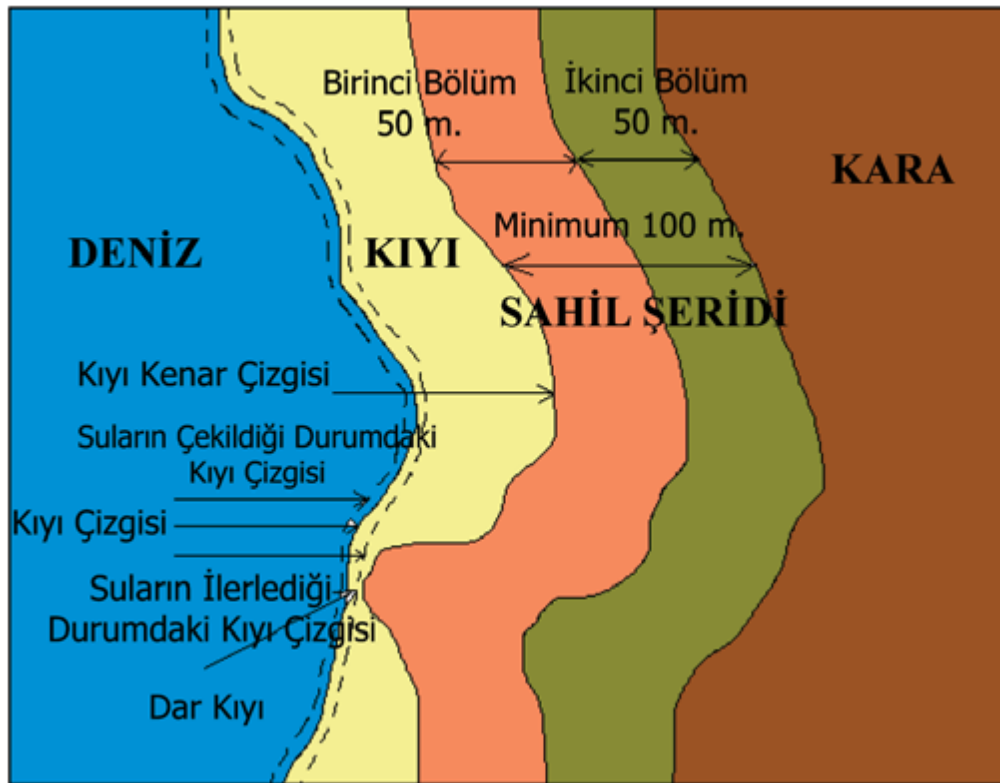 Birinci Bölüm
50 m.
İkinci Bölüm
50 m.
KARA
Minimum 100 m.
DENİZ
KIYI
SAHİL ŞERİDİ
Kıyı Kenar Çizgisi
Suların Çekildiği Durumdaki
Kıyı Çizgisi
Kıyı Çizgisi
Suların İlerlediği
Durumdaki Kıyı Çizgisi
Dar Kıyı